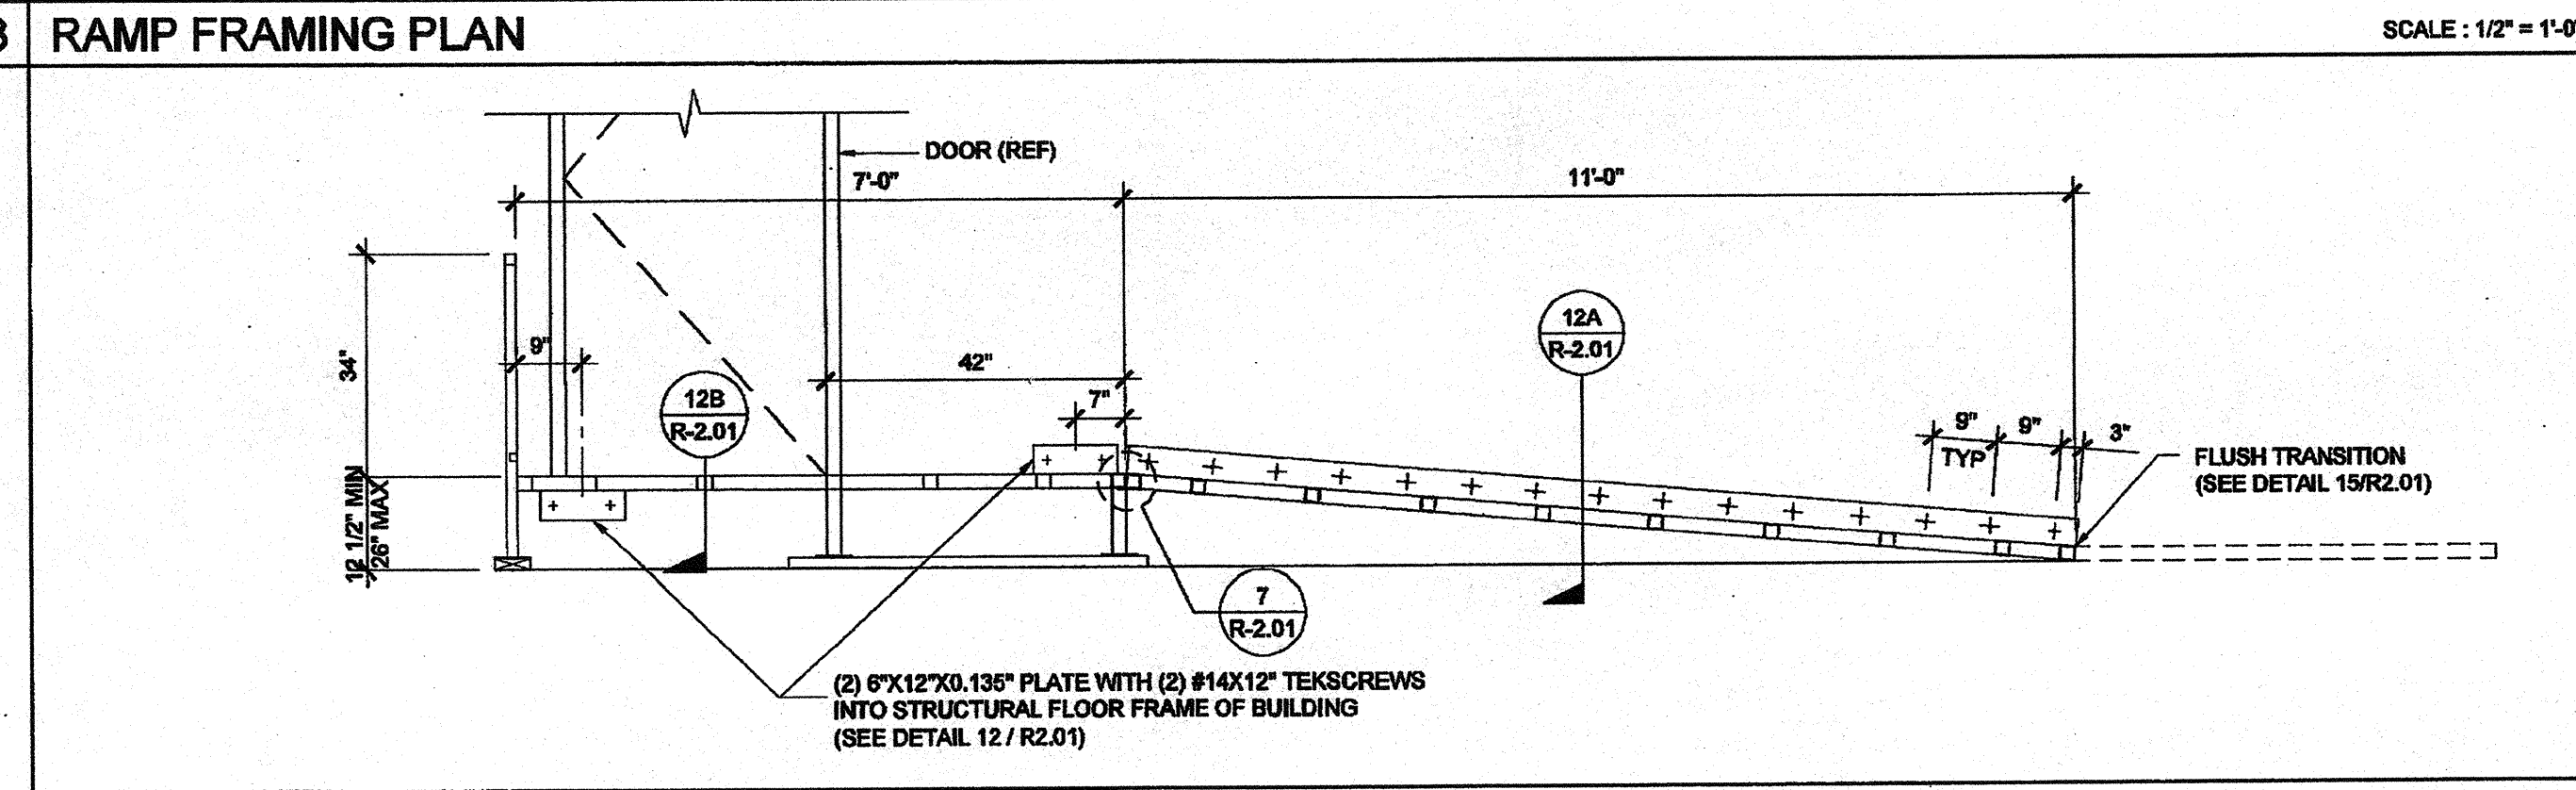 RAMP FRAMING PLAN
SCALE : 1/2" = 1'-0"
DOOR (REF)
7'-0"
11'-0"
12A
R-2.01
34"
9"
42"
12B
R-2.01
7"
9"
TYP
9"
3"
FLUSH TRANSITION
(SEE DETAIL 15/R2.01)
12 1/2" MIN
26" MAX
7
R-2.01
(2) 6"X12"X0.135" PLATE WITH (2) #14X12" TEKSCREWS
INTO STRUCTURAL FLOOR FRAME OF BUILDING
(SEE DETAIL 12 / R2.01)